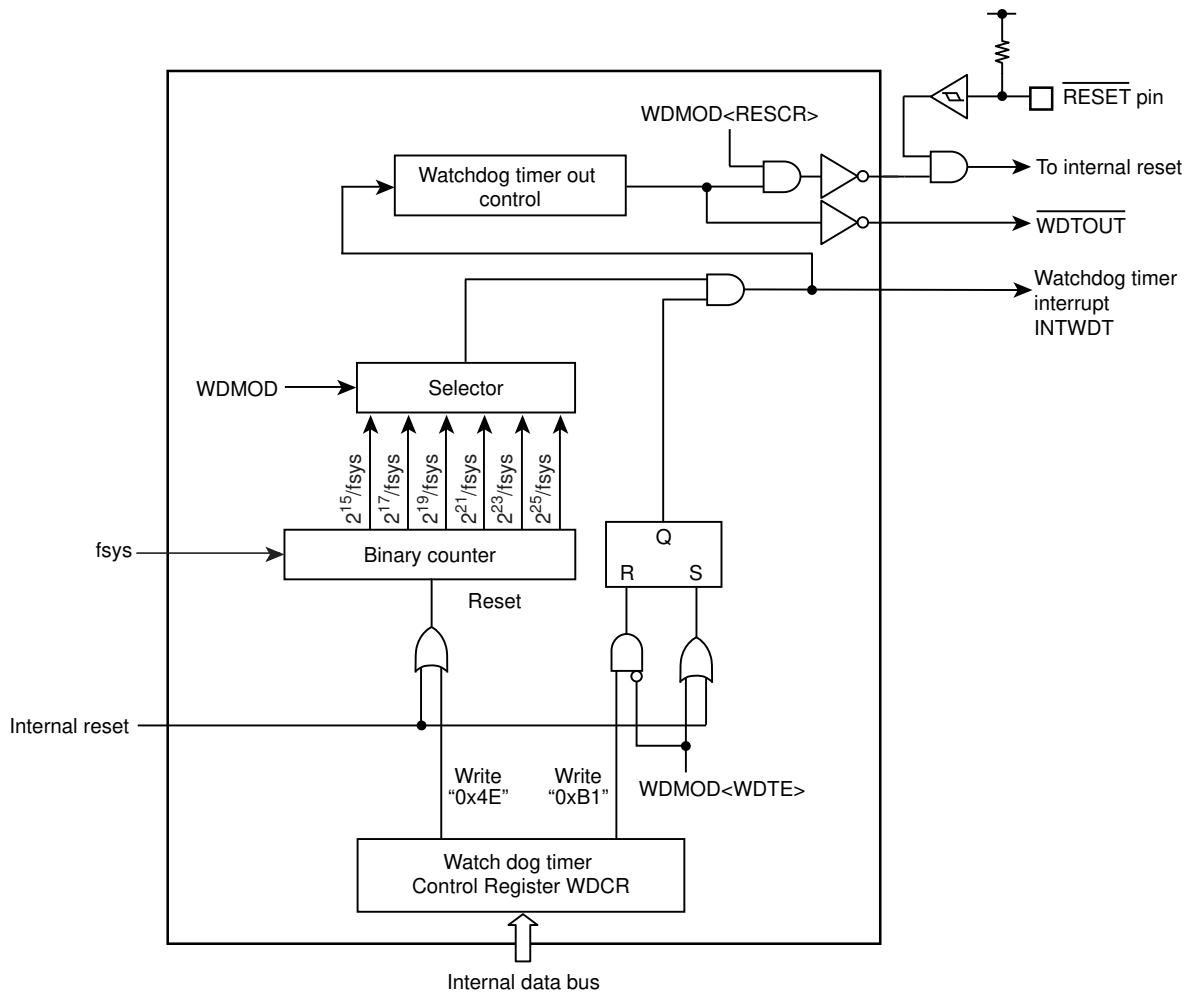 RESET pin
WDMOD<RESCR>
Watchdog timer out
control
To internal reset
WDTOUT
Watchdog timer
interrupt
INTWDT
WDMOD
Selector
2^15/fsys
2^17/fsys
2^19/fsys
2^21/fsys
2^23/fsys
2^25/fsys
fsys
Binary counter
Q
R S
Reset
Internal reset
Write
“0x4E”
Write
“0xB1”
WDMOD<WDTE>
Watch dog timer
Control Register WDCR
Internal data bus